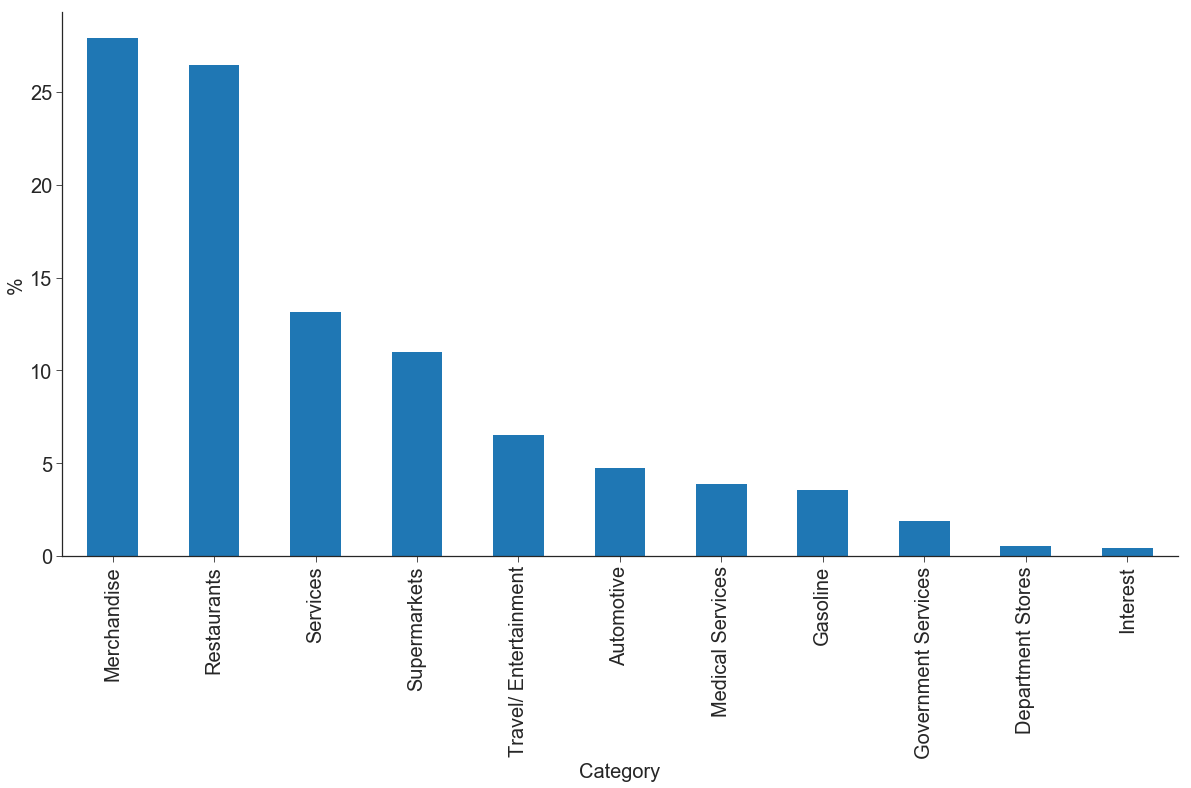 25
20
15
10
5
0
%
Merchandise
Restaurants
Services
Supermarkets
Travel/ Entertainment
Automotive
Medical Services
Gasoline
Government Services
Department Stores
Interest
Category